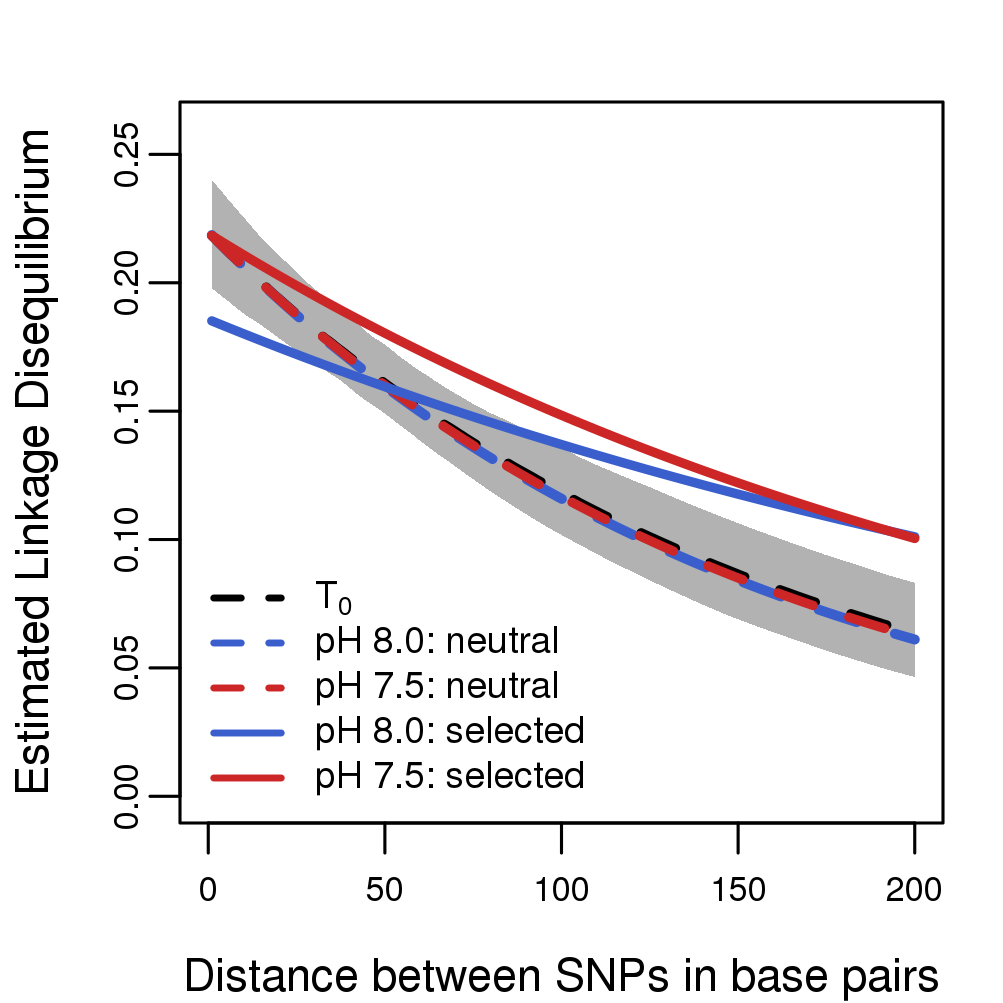 Estimated Linkage Disequilibrium
0.25
0.20
0.15
0.10
0.05
0.00
T0
pH 8.0: neutral
pH 7.5: neutral
pH 8.0: selected
pH 7.5: selected
0 50 100 150 200
Distance between SNPs in base pairs